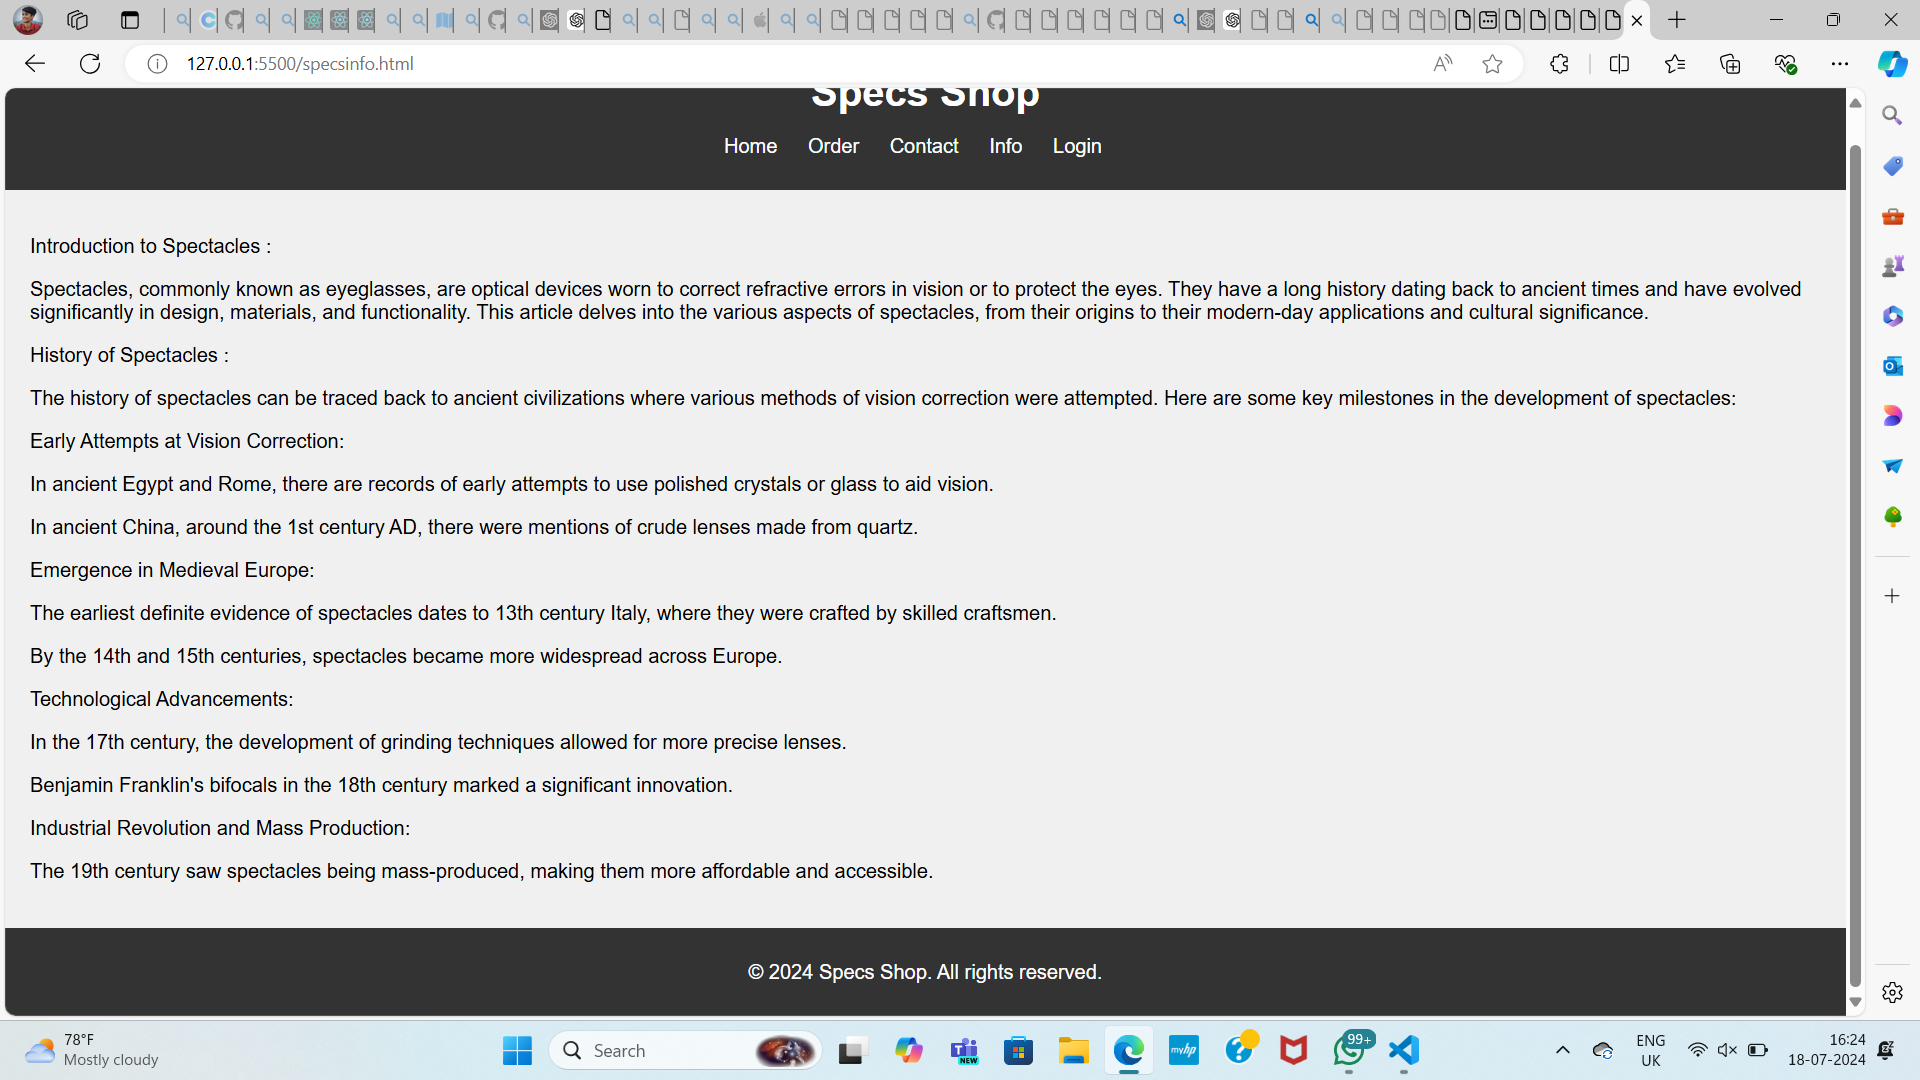 127.0.0.1:5500/specsinfo.html
Specs Shop
Home Order Contact Info Login
Introduction to Spectacles :
Spectacles, commonly known as eyeglasses, are optical devices worn to correct refractive errors in vision or to protect the eyes. They have a long history dating back to ancient times and have evolved
significantly in design, materials, and functionality. This article delves into the various aspects of spectacles, from their origins to their modern-day applications and cultural significance.
History of Spectacles :
The history of spectacles can be traced back to ancient civilizations where various methods of vision correction were attempted. Here are some key milestones in the development of spectacles:
Early Attempts at Vision Correction:
In ancient Egypt and Rome, there are records of early attempts to use polished crystals or glass to aid vision.
In ancient China, around the 1st century AD, there were mentions of crude lenses made from quartz.
Emergence in Medieval Europe:
The earliest definite evidence of spectacles dates to 13th century Italy, where they were crafted by skilled craftsmen.
By the 14th and 15th centuries, spectacles became more widespread across Europe.
Technological Advancements:
In the 17th century, the development of grinding techniques allowed for more precise lenses.
Benjamin Franklin's bifocals in the 18th century marked a significant innovation.
Industrial Revolution and Mass Production:
The 19th century saw spectacles being mass-produced, making them more affordable and accessible.
© 2024 Specs Shop. All rights reserved.
78°F
Mostly cloudy
Search
NEW
myhp
99+
ENG
UK
16:24
18-07-2024